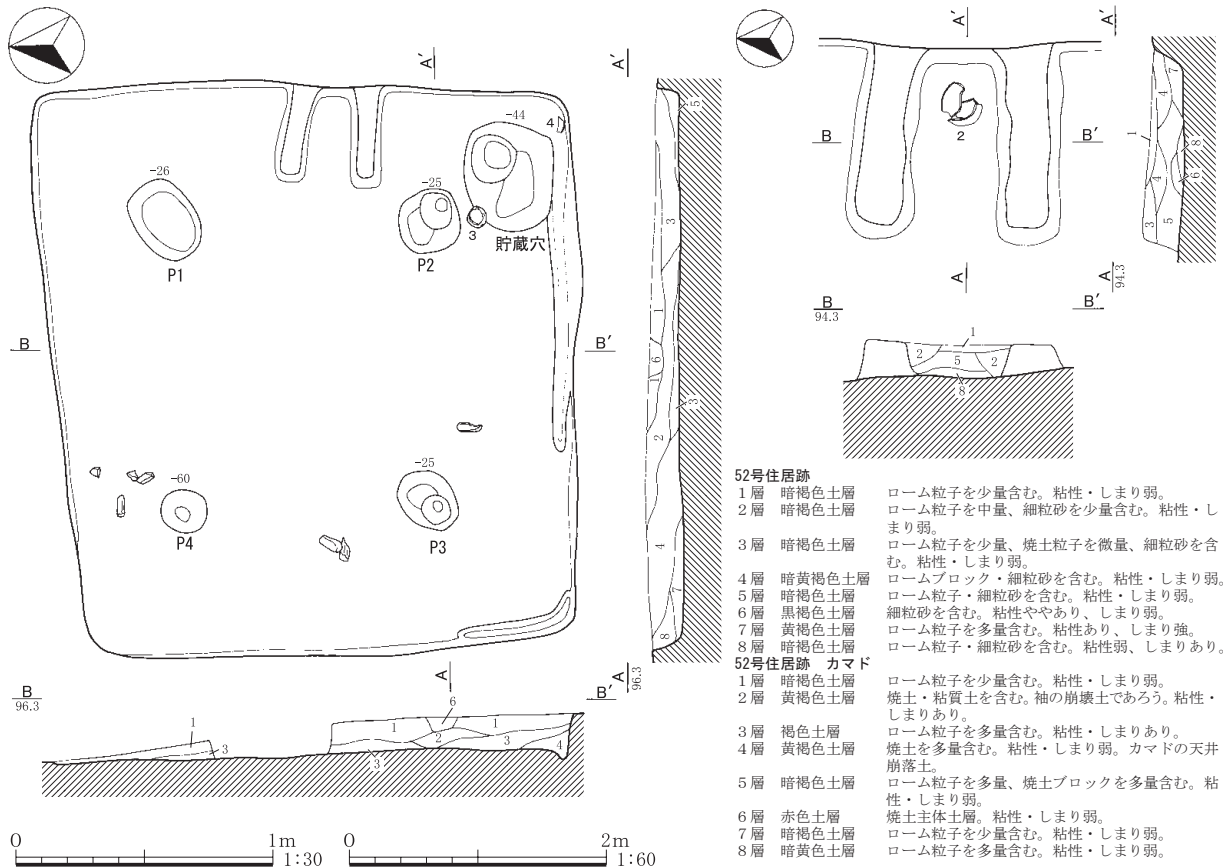 A'
A'
-44
4
-26
-25
3
貯蔵穴
P1
P2
5
3
1
6
1
3
2
4
7
8
B
B'
-60
-25
P4
P3
A
A
96.3
B
96.3
B'
1
3
6
1
2
1
3
3
4
0
1m
1:30
0
2m
1:60
A'
A'
2
B
B'
7
4
1
8
4
6
3
5
A
A
94.3
B
94.3
B'
1
2
5
2
8
52号住居跡
1層 暗褐色土層 ローム粒子を少量含む。粘性・しまり弱。
2層 暗褐色土層 ローム粒子を中量、細粒砂を少量含む。粘性・し
まり弱。
3層 暗褐色土層 ローム粒子を少量、焼土粒子を微量、細粒砂を含
む。粘性・しまり弱。
4層 暗黄褐色土層 ロームブロック・細粒砂を含む。粘性・しまり弱。
5層 暗褐色土層 ローム粒子・細粒砂を含む。粘性・しまり弱。
6層 黒褐色土層 細粒砂を含む。粘性ややあり、しまり弱。
7層 黄褐色土層 ローム粒子を多量含む。粘性あり、しまり強。
8層 暗褐色土層 ローム粒子・細粒砂を含む。粘性弱、しまりあり。
52号住居跡 カマド
1層 暗褐色土層 ローム粒子を少量含む。粘性・しまり弱。
2層 黄褐色土層 焼土・粘質土を含む。袖の崩壊土であろう。粘性・
しまりあり。
3層 褐色土層 ローム粒子を多量含む。粘性・しまりあり。
4層 黄褐色土層 焼土を多量含む。粘性・しまり弱。カマドの天井
崩落土。
5層 暗褐色土層 ローム粒子を多量、焼土ブロックを多量含む。粘
性・しまり弱。
6層 赤色土層 焼土主体土層。粘性・しまり弱。
7層 暗褐色土層 ローム粒子を少量含む。粘性・しまり弱。
8層 暗黄色土層 ローム粒子を多量含む。粘性・しまり弱。